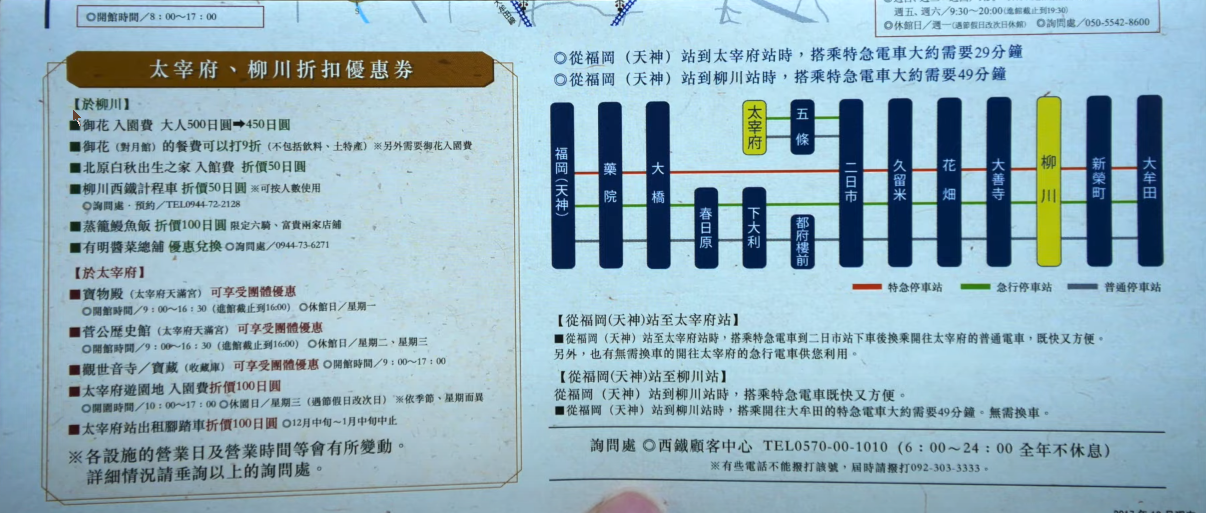 ◎開館時間／8：00～17：00
週五、週六／9:30～20:00(進館截止到19:30)
◎休館日／週一(遇節假日改次日休館) ◎詢問處／050-5542-8600
太宰府、柳川折扣優惠券
【於柳川】
■御花 入園費 大人500日圓➡450日圓
■御花（對月館）的餐費可以打9折（不包括飲料、土特產）※另外需要御花入園費
■北原白秋出生之家 入館費 折價50日圓
■柳川西鐵計程車 折價50日圓 ※可按人數使用
◎詢問處・預約／TEL0944-72-2128
■蒸籠鰻魚飯 折價100日圓 限定六騎、富貴兩家店舖
■有明醬菜總舖 優惠兌換 ◎詢問處／0944-73-6271
【於太宰府】
■寶物殿（太宰府天滿宮）可享受團體優惠
◎開館時間／9：00～16：30（進館截止到16:00) ◎休館日／星期一
■菅公歷史館（太宰府天滿宮）可享受團體優惠
◎開館時間／9：00～16：30（進館截止到16:00) ◎休館日／星期二、星期三
■觀世音寺／寶藏（收藏庫）可享受團體優惠 ◎開館時間／9：00～17：00
■太宰府遊園地 入園費折價100日圓
◎開園時間／10：00～17：00 ◎休園日／星期三（遇節假日改次日）※依季節、星期而異
■太宰府站出租腳踏車折價100日圓 ◎12月中旬～1月中旬中止
※各設施的營業日及營業時間等會有所變動。
詳細情況請垂詢以上的詢問處。
◎從福岡（天神）站到太宰府站時，搭乘特急電車大約需要29分鐘
◎從福岡（天神）站到柳川站時，搭乘特急電車大約需要49分鐘
福岡(天神)
藥院
大橋
春日原
太宰府
下大利
五條
都府樓前
二日市
久留米
花畑
大善寺
柳川
新榮町
大牟田
特急停車站 急行停車站 普通停車站
【從福岡(天神)站至太宰府站】
■從福岡（天神）站至太宰府站時，搭乘特急電車到二日市站下車後換乘開往太宰府的普通電車，既快又方便。
另外，也有無需換車的開往太宰府的急行電車供您利用。
【從福岡(天神)站至柳川站】
從福岡（天神）站到柳川站時，搭乘特急電車既快又方便。
■從福岡（天神）站到柳川站時，搭乘開往大牟田的特急電車大約需要49分鐘。無需換車。
詢問處 ◎西鐵顧客中心 TEL0570-00-1010（6：00～24：00 全年不休息）
※有些電話不能撥打該號，屆時請撥打092-303-3333。